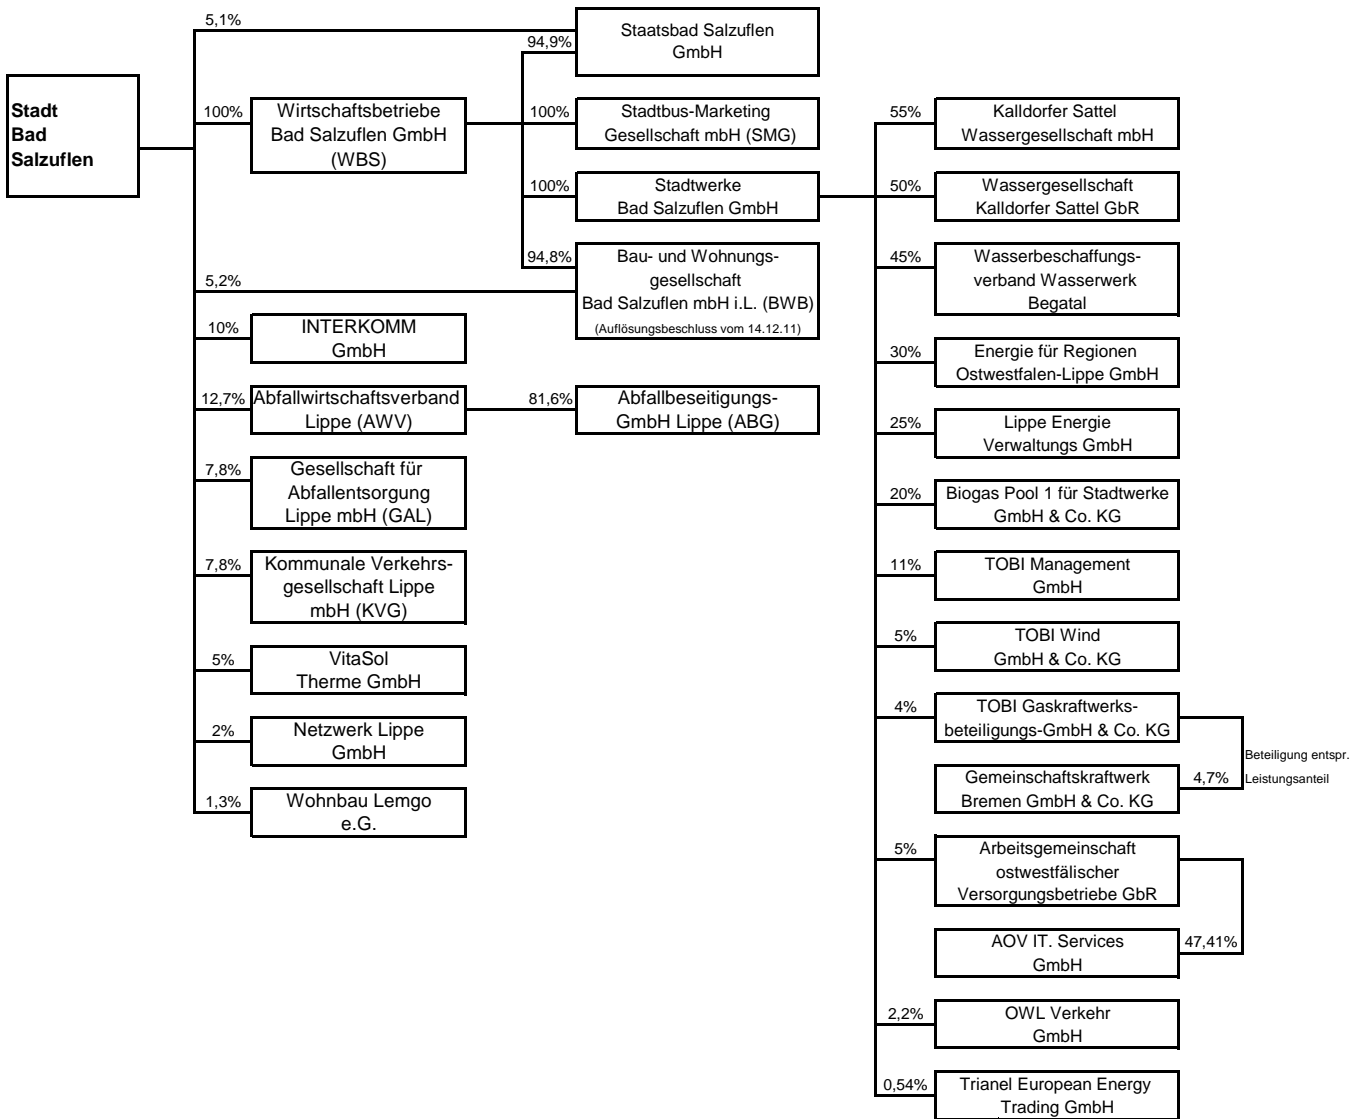 Stadt
Bad
Salzuflen
5,1%
Staatsbad Salzuflen
GmbH
94,9%
100%
Wirtschaftsbetriebe
Bad Salzuflen GmbH
(WBS)
100%
Stadtbus-Marketing
Gesellschaft mbH (SMG)
100%
Stadtwerke
Bad Salzuflen GmbH
94,8%
5,2%
Bau- und Wohnungs-
gesellschaft
Bad Salzuflen mbH i.L. (BWB)
(Auflösungsbeschluss vom 14.12.11)
10%
INTERKOMM
GmbH
12,7%
Abfallwirtschaftsverband
Lippe (AWV)
81,6%
Abfallbeseitigungs-
GmbH Lippe (ABG)
7,8%
Gesellschaft für
Abfallentsorgung
Lippe mbH (GAL)
7,8%
Kommunale Verkehrs-
gesellschaft Lippe
mbH (KVG)
5%
VitaSol
Therme GmbH
2%
Netzwerk Lippe
GmbH
1,3%
Wohnbau Lemgo
e.G.
55%
Kalldorfer Sattel
Wassergesellschaft mbH
50%
Wassergesellschaft
Kalldorfer Sattel GbR
45%
Wasserbeschaffungs-
verband Wasserwerk
Begatal
30%
Energie für Regionen
Ostwestfalen-Lippe GmbH
25%
Lippe Energie
Verwaltungs GmbH
20%
Biogas Pool 1 für Stadtwerke
GmbH & Co. KG
11%
TOBI Management
GmbH
5%
TOBI Wind
GmbH & Co. KG
4%
TOBI Gaskraftwerks-
beteiligungs-GmbH & Co. KG
Beteiligung entspr.
Leistungsanteil
Gemeinschaftskraftwerk
Bremen GmbH & Co. KG
4,7%
5%
Arbeitsgemeinschaft
ostwestfälischer
Versorgungsbetriebe GbR
AOV IT. Services
GmbH
47,41%
2,2%
OWL Verkehr
GmbH
0,54%
Trianel European Energy
Trading GmbH